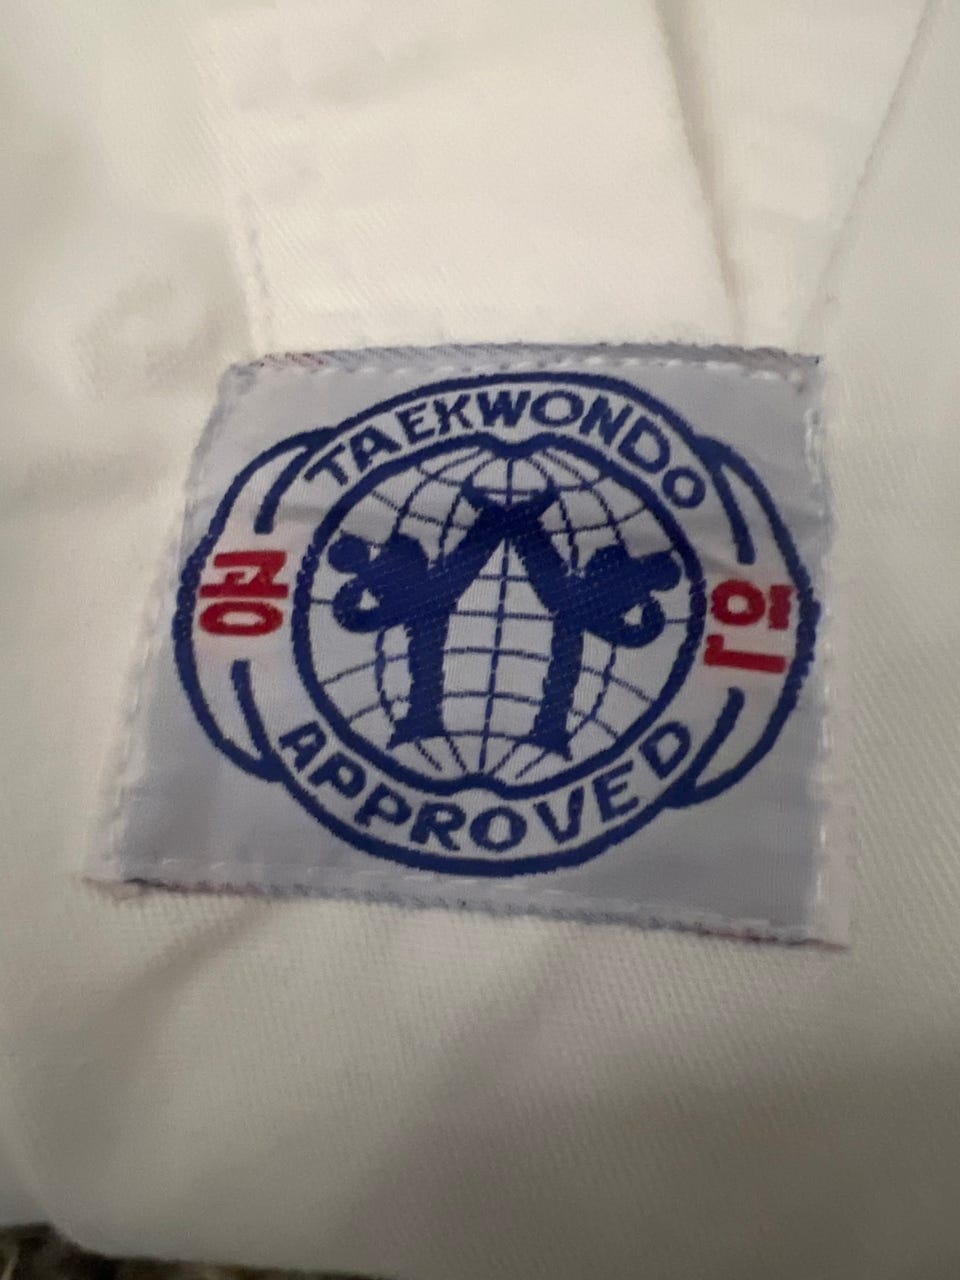 TAEKWONDO
공 인
APPROVED